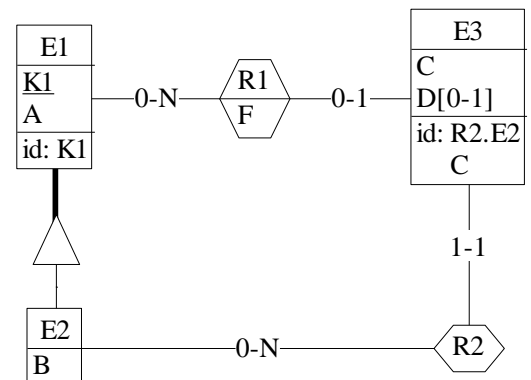 E1
K1
A
id: K1
0-N
R1
F
0-1
E3
C
D[0-1]
id: R2.E2
C
1-1
E2
B
0-N
R2